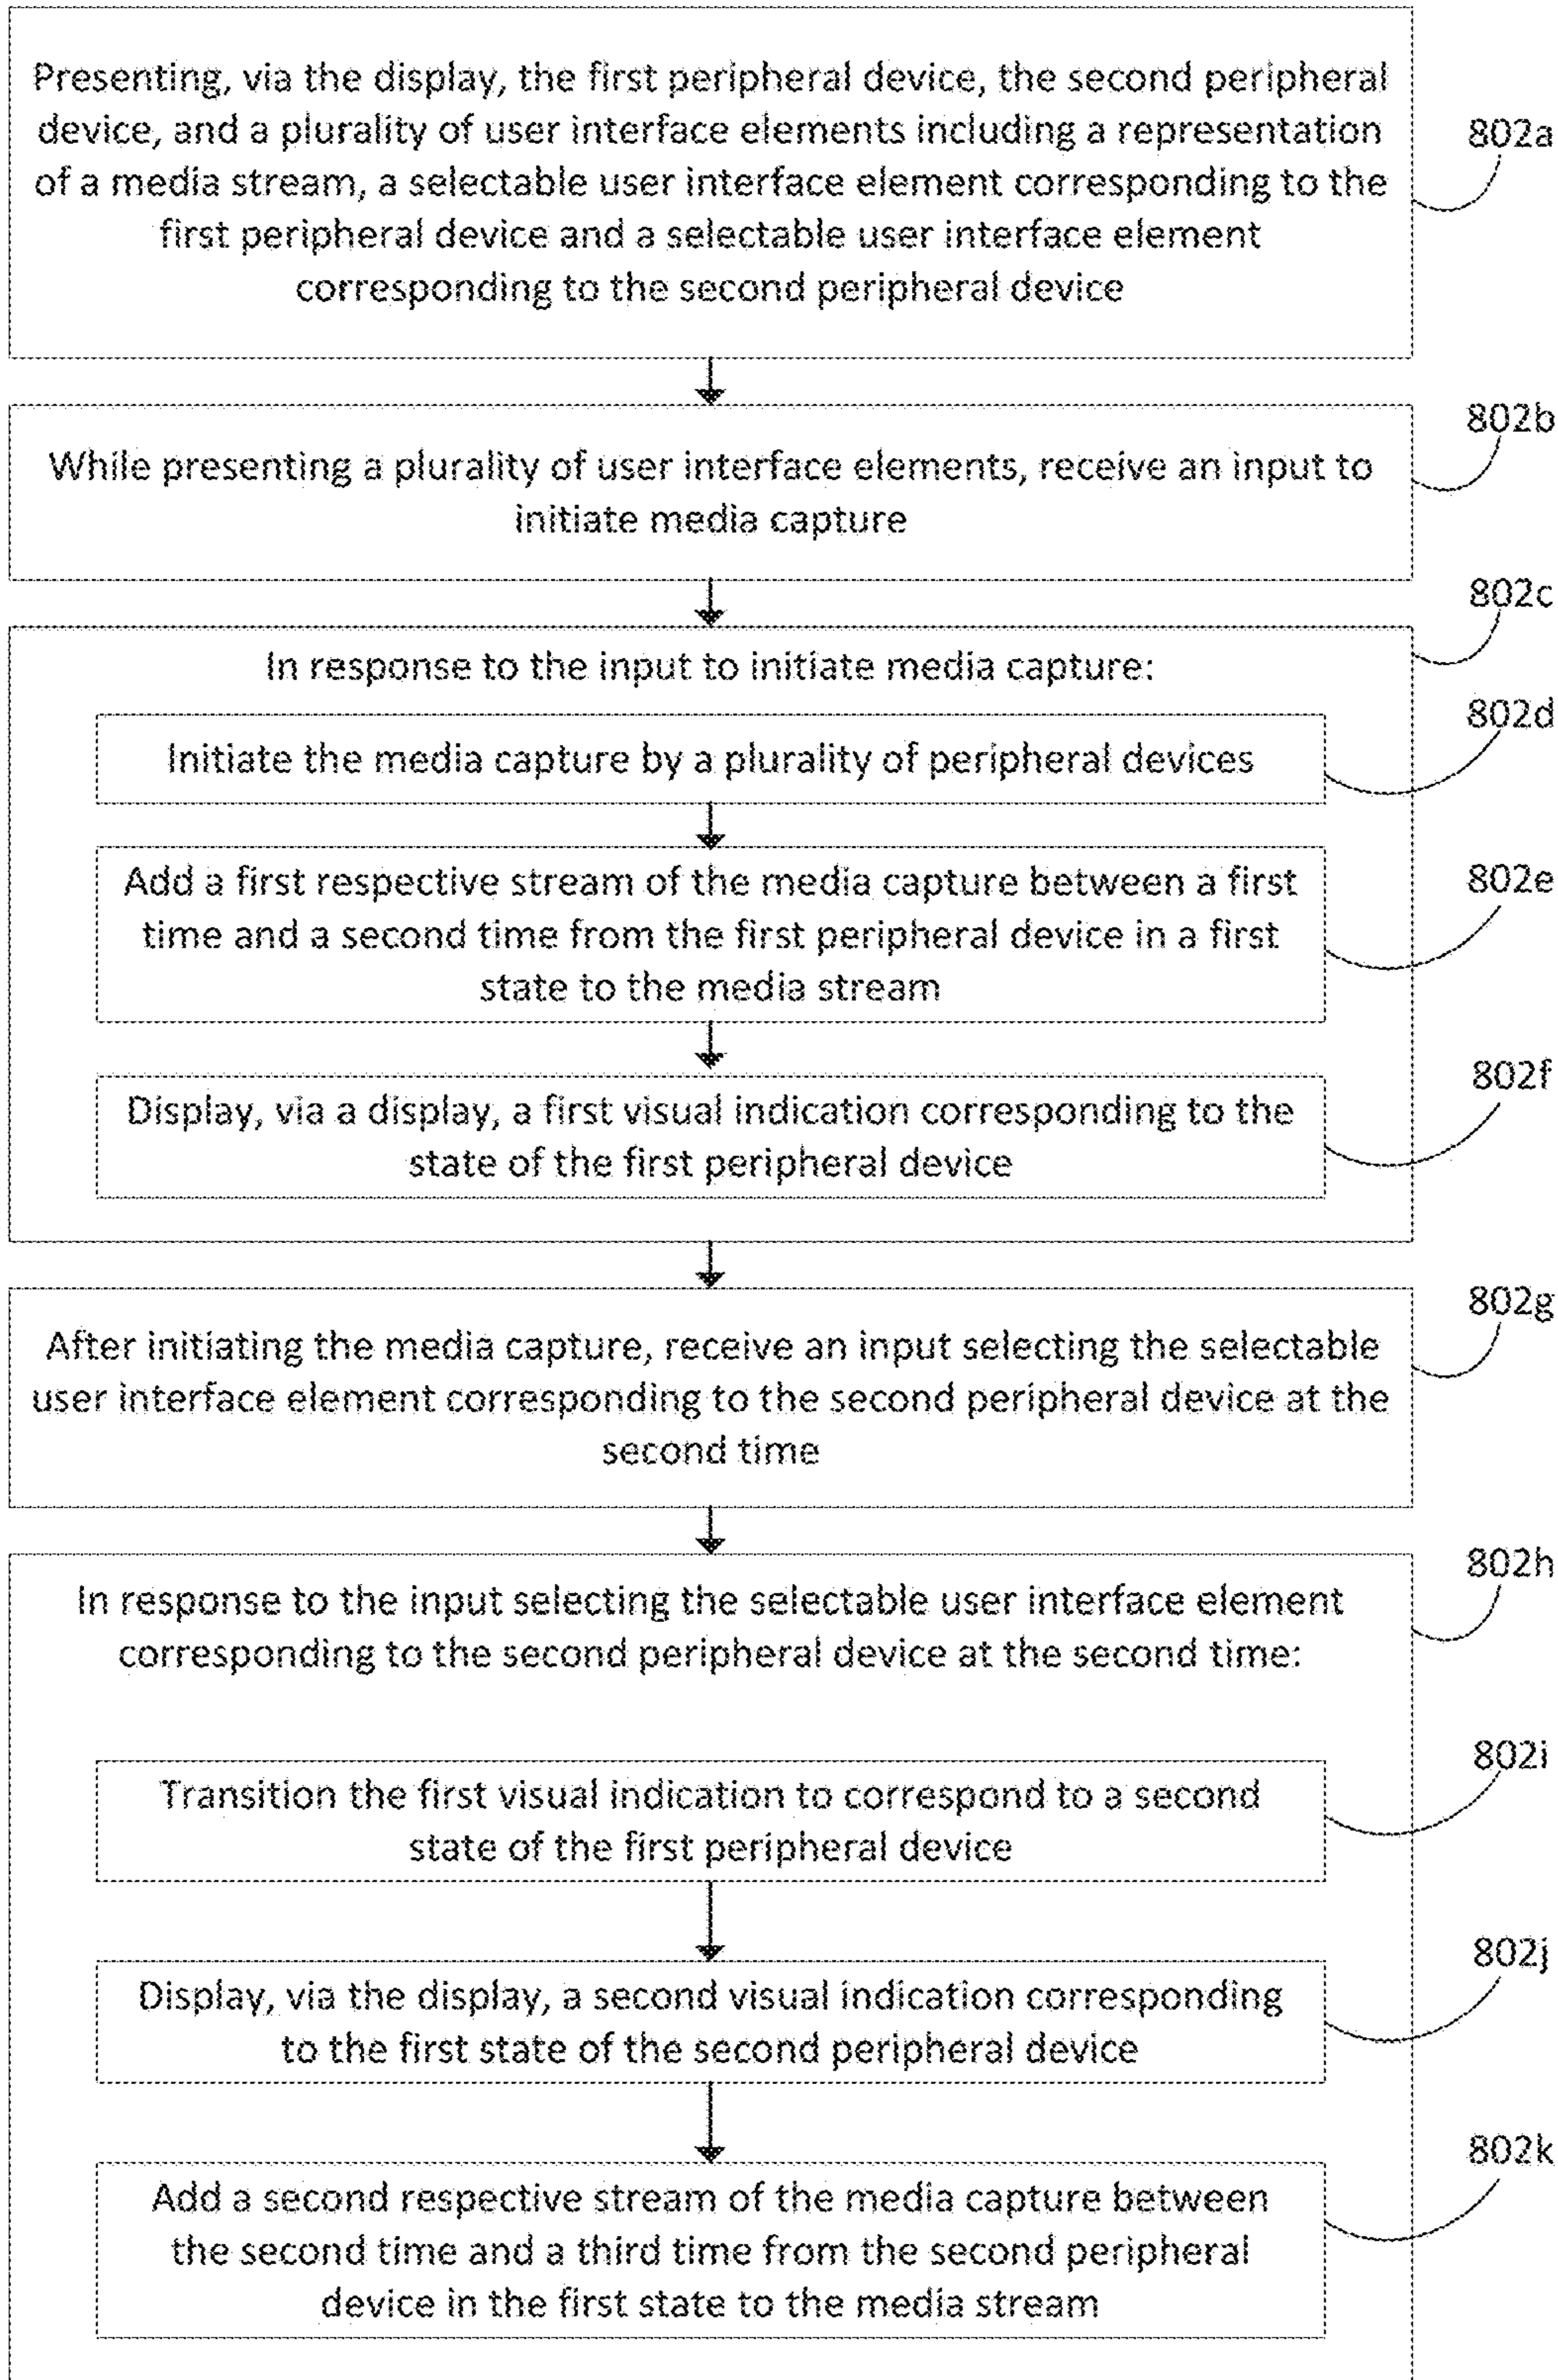 Presenting, via the display, the first peripheral device, the second peripheral
device, and a plurality of user interface elements including a representation
of a media stream, a selectable user interface element corresponding to the
first peripheral device and a selectable user interface element
corresponding to the second peripheral device
802a
While presenting a plurality of user interface elements, receive an input to
initiate media capture
802b
In response to the input to initiate media capture:
802c
Initiate the media capture by a plurality of peripheral devices
802d
Add a first respective stream of the media capture between a first
time and a second time from the first peripheral device in a first
state to the media stream
802e
Display, via a display, a first visual indication corresponding to the
state of the first peripheral device
802f
After initiating the media capture, receive an input selecting the selectable
user interface element corresponding to the second peripheral device at the
second time
802g
In response to the input selecting the selectable user interface element
corresponding to the second peripheral device at the second time:
802h
Transition the first visual indication to correspond to a second
state of the first peripheral device
802i
Display, via the display, a second visual indication corresponding
to the first state of the second peripheral device
802j
Add a second respective stream of the media capture between
the second time and a third time from the second peripheral
device in the first state to the media stream
802k